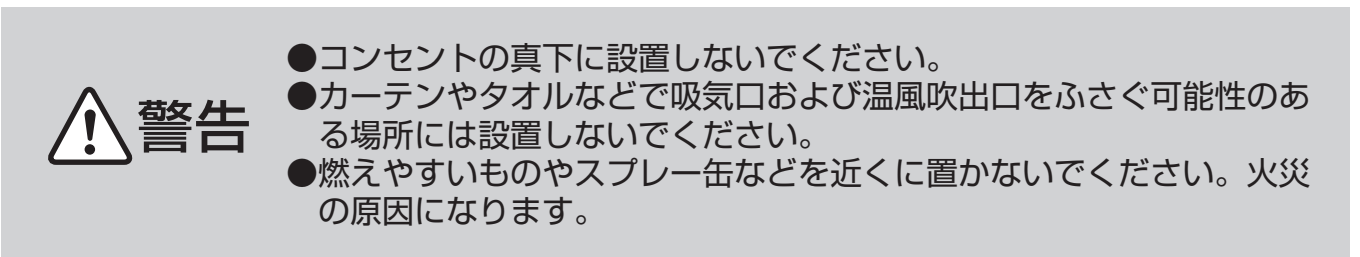 警告
●コンセントの真下に設置しないでください。
●カーテンやタオルなどで吸気口および温風吹出口をふさぐ可能性のあ
る場所には設置しないでください。
●燃えやすいものやスプレー缶などを近くに置かないでください。火災
の原因になります。